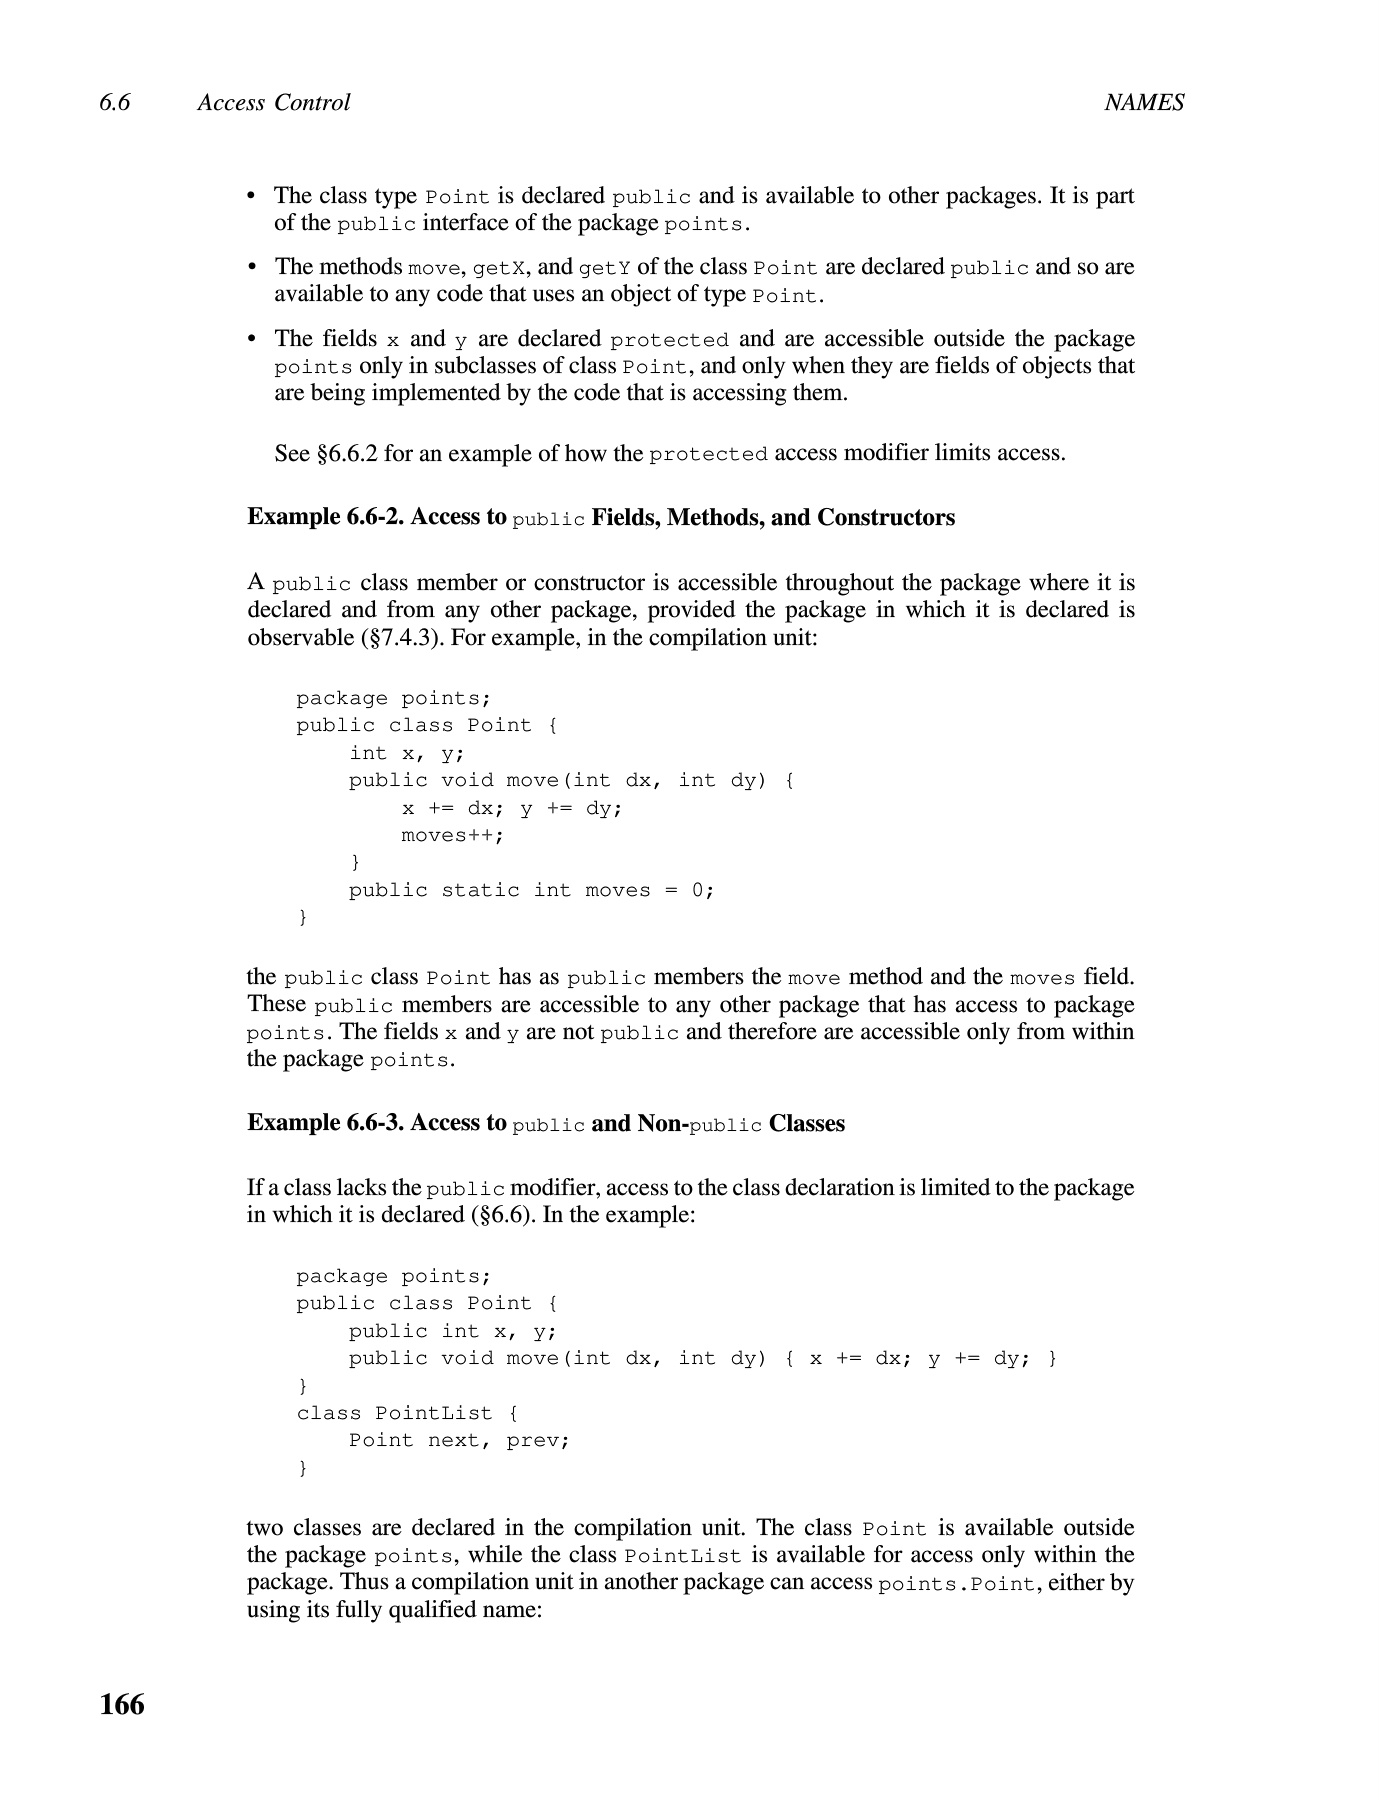 6.6 Access Control NAMES
• The class type Point is declared public and is available to other packages. It is part
of the public interface of the package points.
• The methods move, getX, and getY of the class Point are declared public and so are
available to any code that uses an object of type Point.
• The fields x and y are declared protected and are accessible outside the package
points only in subclasses of class Point, and only when they are fields of objects that
are being implemented by the code that is accessing them.
See §6.6.2 for an example of how the protected access modifier limits access.
Example 6.6-2. Access to public Fields, Methods, and Constructors
A public class member or constructor is accessible throughout the package where it is
declared and from any other package, provided the package in which it is declared is
observable (§7.4.3). For example, in the compilation unit:
package points;
public class Point {
    int x, y;
    public void move(int dx, int dy) {
        x += dx; y += dy;
        moves++;
    }
    public static int moves = 0;
}
the public class Point has as public members the move method and the moves field.
These public members are accessible to any other package that has access to package
points. The fields x and y are not public and therefore are accessible only from within
the package points.
Example 6.6-3. Access to public and Non-public Classes
If a class lacks the public modifier, access to the class declaration is limited to the package
in which it is declared (§6.6). In the example:
package points;
public class Point {
    public int x, y;
    public void move(int dx, int dy) { x += dx; y += dy; }
}
class PointList {
    Point next, prev;
}
two classes are declared in the compilation unit. The class Point is available outside
the package points, while the class PointList is available for access only within the
package. Thus a compilation unit in another package can access points.Point, either by
using its fully qualified name:
166